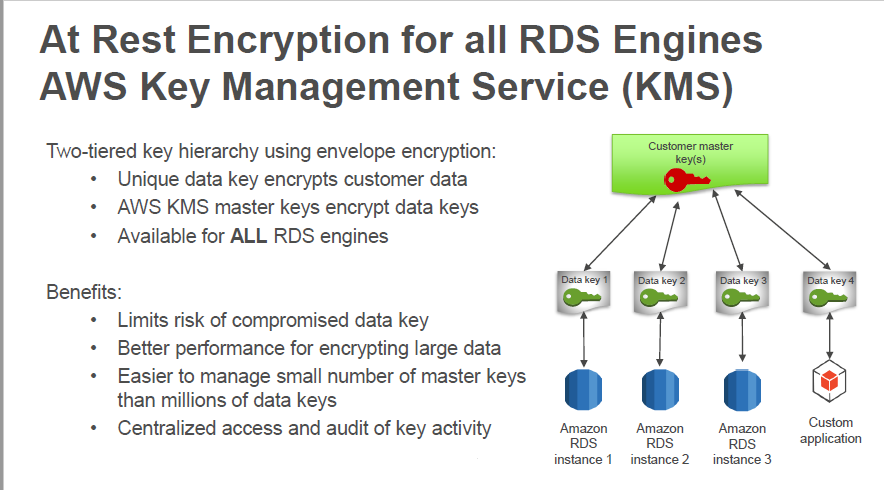 At Rest Encryption for all RDS Engines
AWS Key Management Service (KMS)
Two-tiered key hierarchy using envelope encryption:
• Unique data key encrypts customer data
• AWS KMS master keys encrypt data keys
• Available for ALL RDS engines
Benefits:
• Limits risk of compromised data key
• Better performance for encrypting large data
• Easier to manage small number of master keys
than millions of data keys
• Centralized access and audit of key activity
Customer master
key(s)
Data key 1
Data key 2
Data key 3
Data key 4
Amazon
RDS
instance 1
Amazon
RDS
instance 2
Amazon
RDS
instance 3
Custom
application